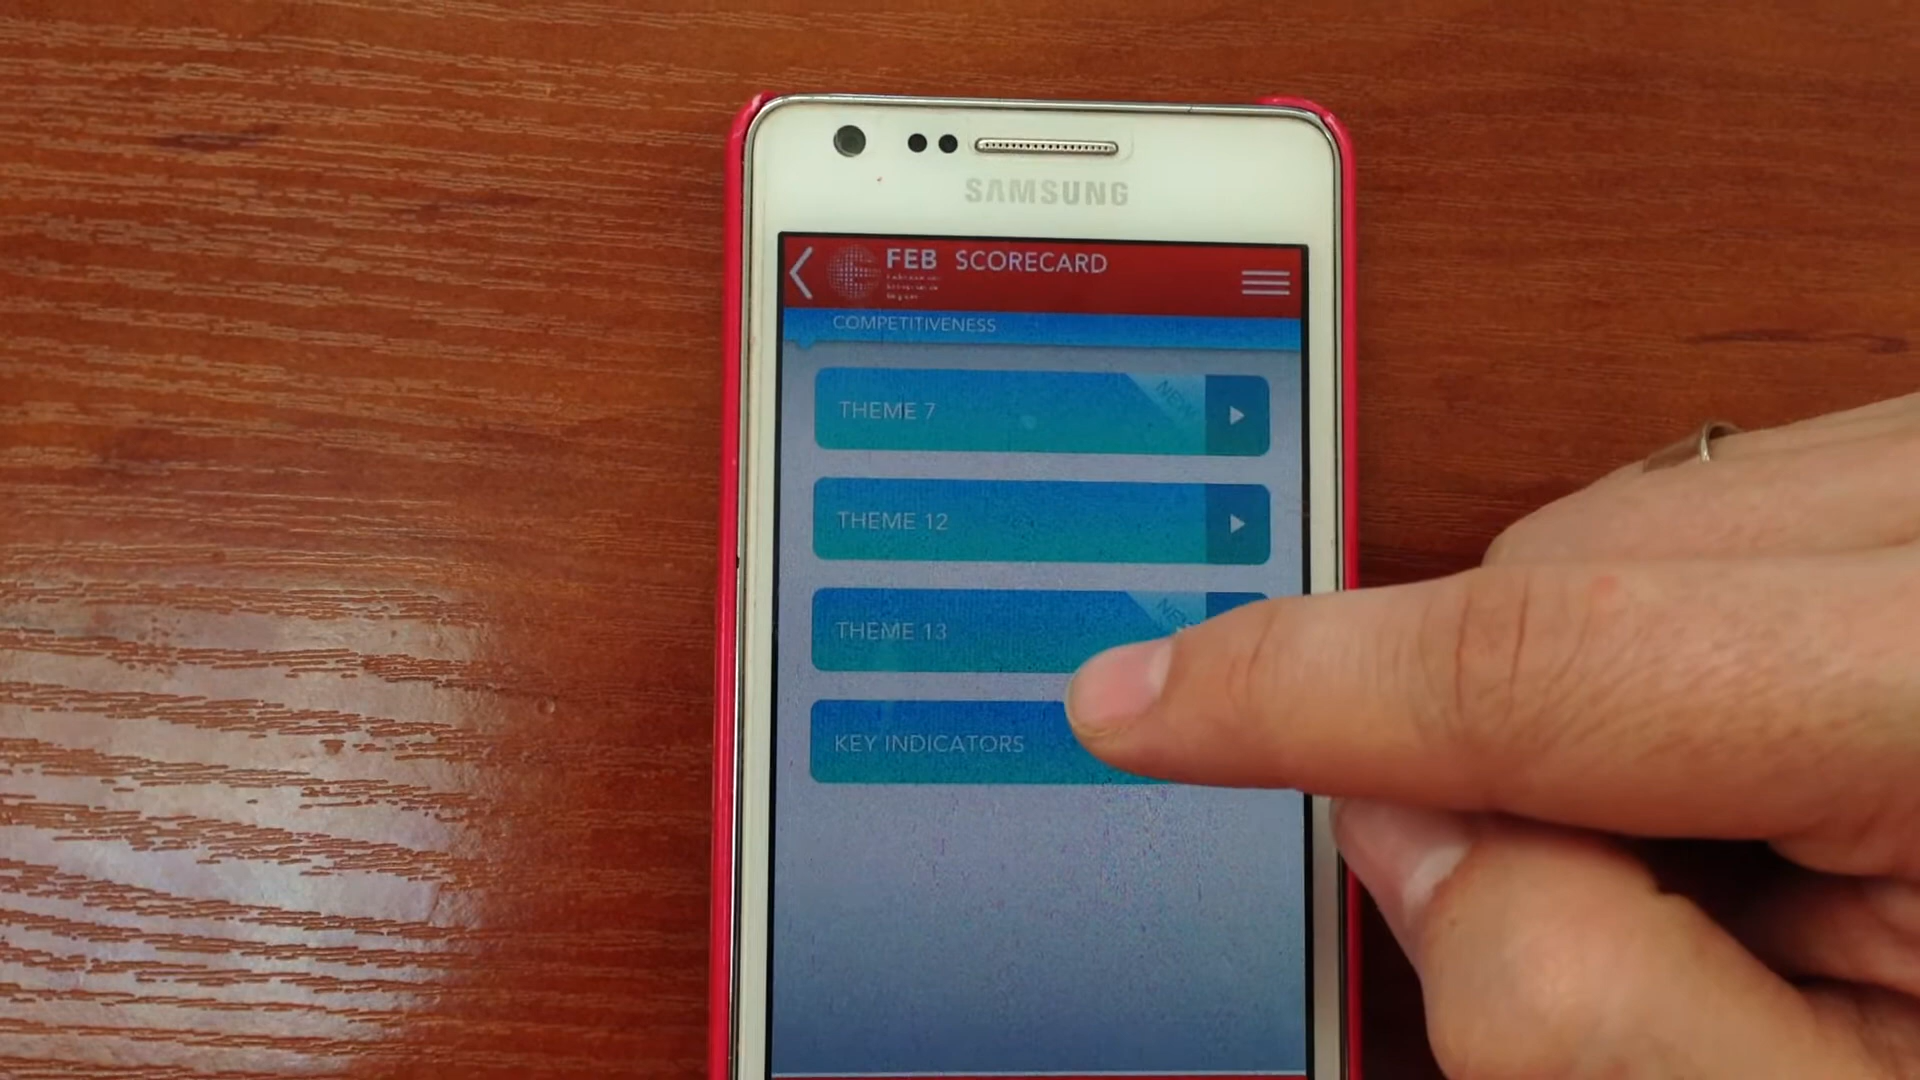 SAMSUNG
FEB SCORECARD
COMPETITIVENESS
THEME 7
NEW
THEME 12
THEME 13
KEY INDICATORS